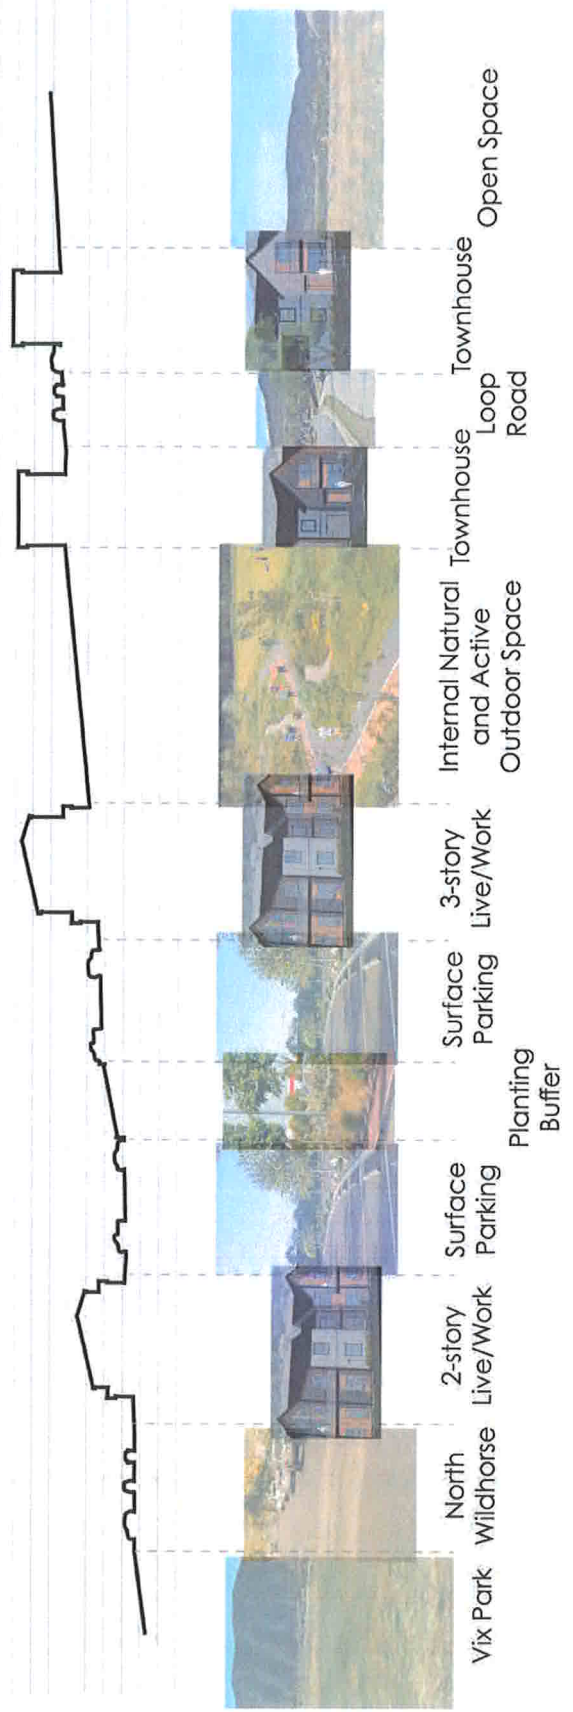 Vix Park
North
Wildhorse
2-story
Live/Work
Surface
Parking
Planting
Buffer
Surface
Parking
3-story
Live/Work
Internal Natural
and Active
Outdoor Space
Townhouse
Loop
Road
Townhouse
Open Space